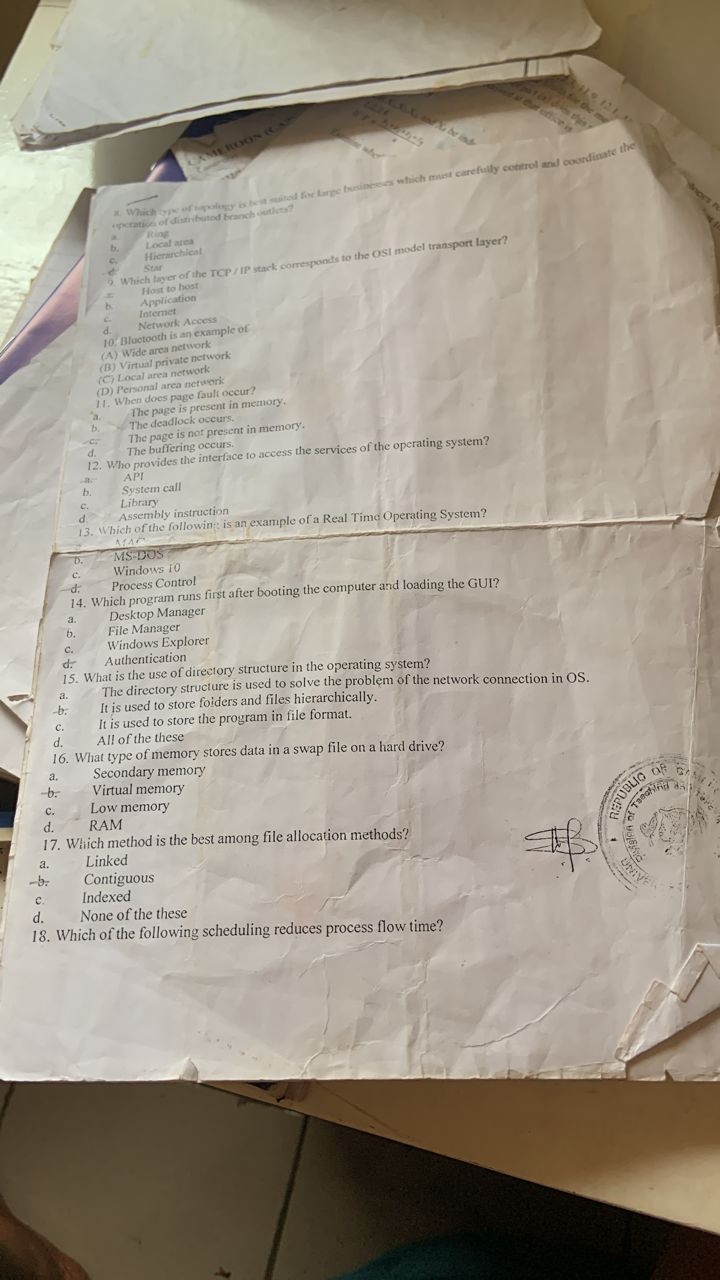 CAMEROON
8. Which type of topology is best suited for large businesses which must carefully control and coordinate the
operation of distributed branch outlets?
a. Ring
b. Local area
c. Hierarchical
d. Star
9. Which layer of the TCP / IP stack corresponds to the OSI model transport layer?
a. Host to host
b. Application
c. Internet
d. Network Access
10. Bluetooth is an example of
(A) Wide area network
(B) Virtual private network
(C) Local area network
(D) Personal area network
11. When does page fault occur?
a. The page is present in memory.
b. The deadlock occurs.
c. The page is not present in memory.
d. The buffering occurs.
12. Who provides the interface to access the services of the operating system?
a. API
b. System call
c. Library
d. Assembly instruction
13. Which of the following is an example of a Real Time Operating System?
MAC
b. MS-DOS
c. Windows 10
d. Process Control
14. Which program runs first after booting the computer and loading the GUI?
a. Desktop Manager
b. File Manager
c. Windows Explorer
d. Authentication
15. What is the use of directory structure in the operating system?
a. The directory structure is used to solve the problem of the network connection in OS.
b. It is used to store folders and files hierarchically.
c. It is used to store the program in file format.
d. All of the these
16. What type of memory stores data in a swap file on a hard drive?
a. Secondary memory
b. Virtual memory
c. Low memory
d. RAM
17. Which method is the best among file allocation methods?
a. Linked
b. Contiguous
c. Indexed
d. None of the these
18. Which of the following scheduling reduces process flow time?
REPUBLIC OF
Division of Teaching